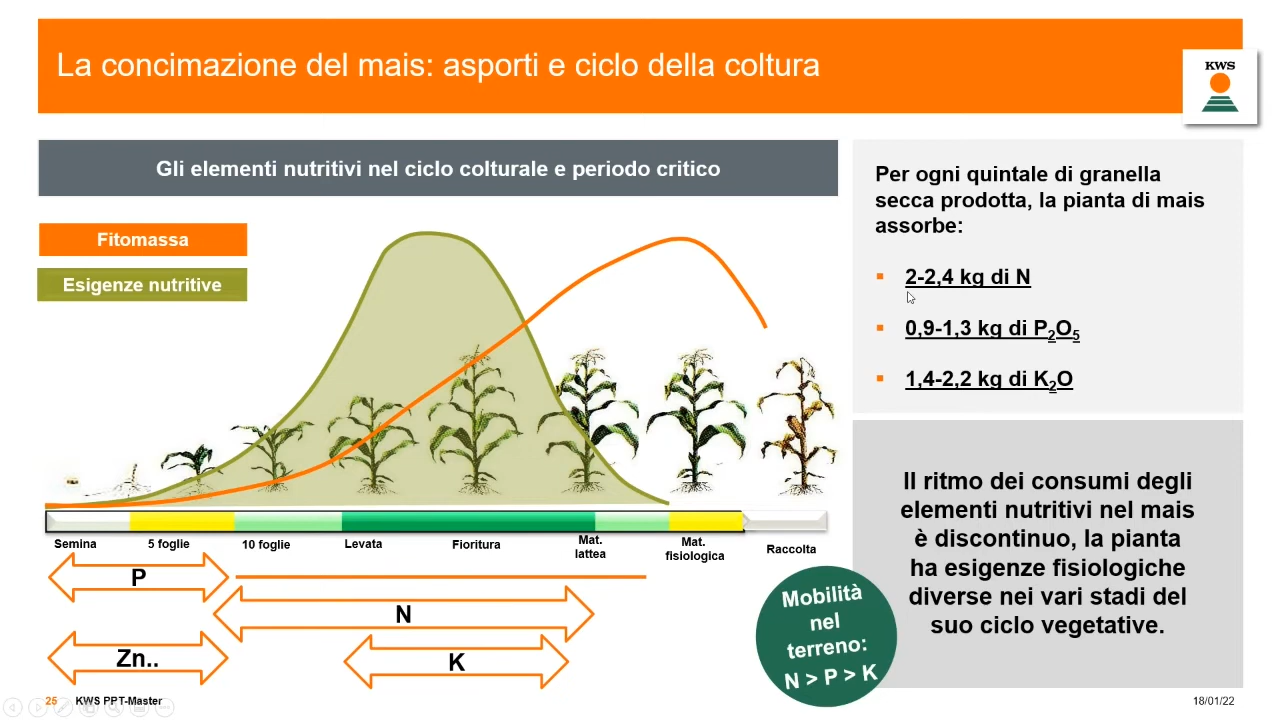 La concimazione del mais: asporti e ciclo della coltura
KWS
Gli elementi nutritivi nel ciclo colturale e periodo critico
Fitomassa
Esigenze nutritive
Semina
5 foglie
10 foglie
Levata
Fioritura
Mat.
lattea
Mat.
fisiologica
Raccolta
P
N
Zn..
K
Per ogni quintale di granella
secca prodotta, la pianta di mais
assorbe:
▪ 2-2,4 kg di N
▪ 0,9-1,3 kg di P₂O₅
▪ 1,4-2,2 kg di K₂O
Il ritmo dei consumi degli
elementi nutritivi nel mais
è discontinuo, la pianta
ha esigenze fisiologiche
diverse nei vari stadi del
suo ciclo vegetative.
Mobilità
nel
terreno:
N > P > K
25 KWS PPT-Master
18/01/22